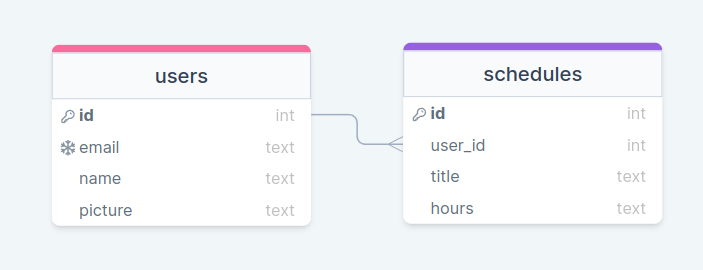 users
id int
email text
name text
picture text
schedules
id int
user_id int
title text
hours text